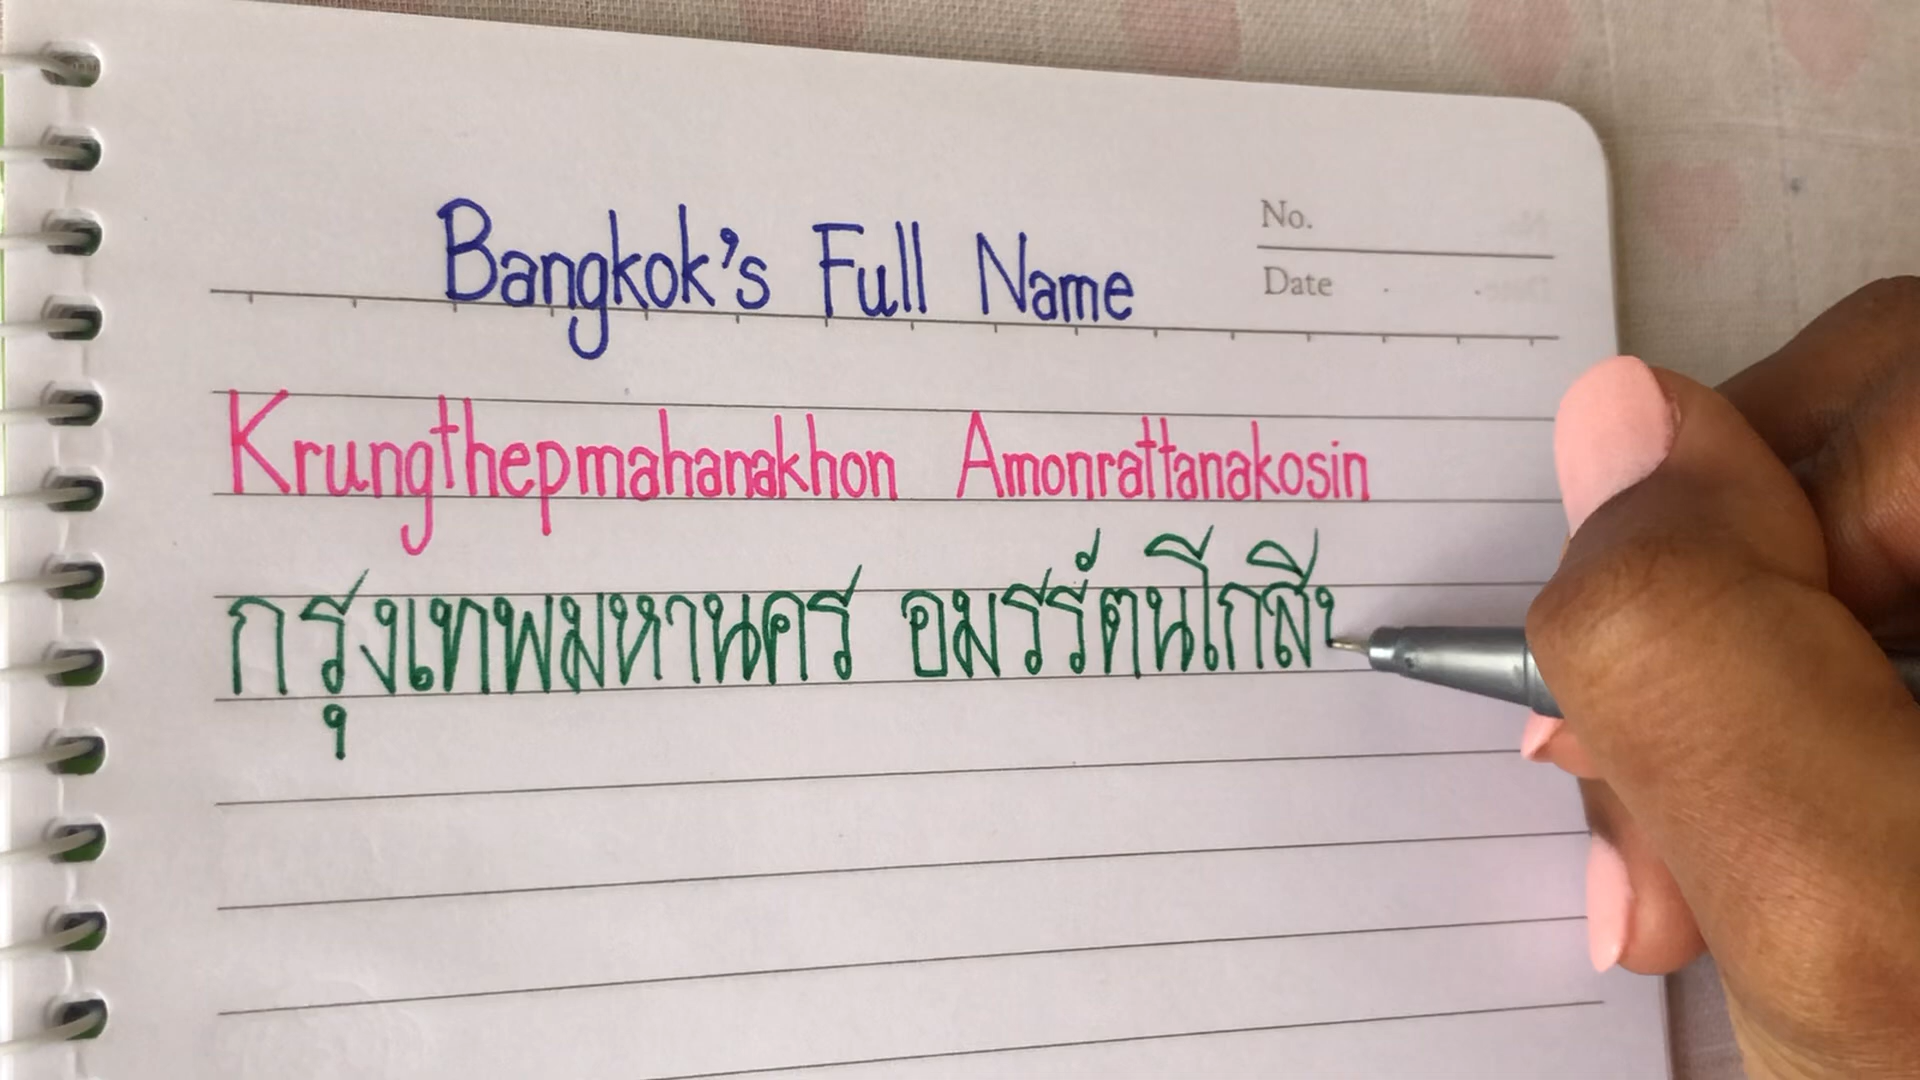 Bangkok's Full Name
No.
Date
Krungthepmahanakhon Amonrattanakosin
กรุงเทพมหานคร อมรรัตนโกสิ